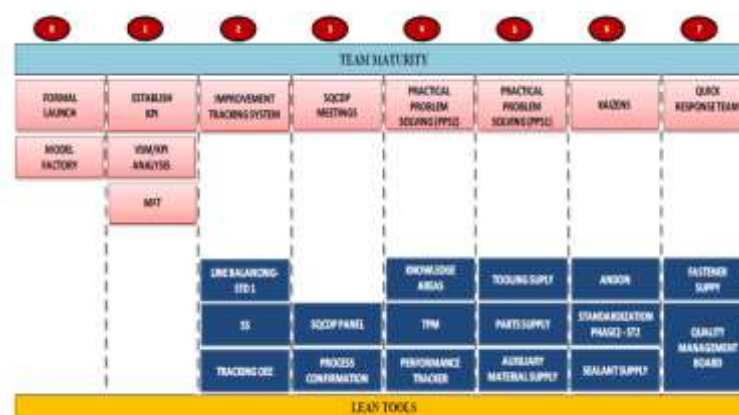 0 1 2 3 4 5 6 7
TEAM MATURITY
FORMAL LAUNCH
ESTABLISH KPI
IMPROVEMENT TRACKING SYSTEM
SQCDP MEETINGS
PRACTICAL PROBLEM SOLVING (PPS2)
PRACTICAL PROBLEM SOLVING (PPS1)
KAIZENS
QUICK RESPONSE TEAM
MODEL FACTORY
VSM/KPI ANALYSIS
LINE BALANCING- STD 1
KNOWLEDGE AREAS
TOOLING SUPLY
ANDON
FASTENER SUPPY
5S
SQCDP PANEL
TPM
PARTS SUPPLY
STANDARDIZATION PHASE2 - ST2
QUALITY MANAGEMENT BOARD
TRACKING OEE
PROCESS CONFIRMATION
PERFORMANCE TRACKER
AUXILIARY MATERIAL SUPPLY
SEALANT SUPPLY
LEAN TOOLS